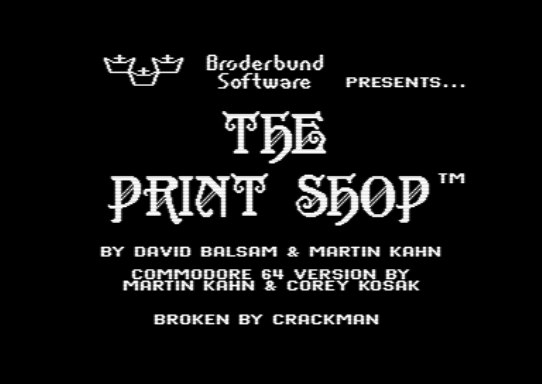 Brøderbund
Software PRESENTS...
THE
PRINT SHOP™
BY DAVID BALSAM & MARTIN KAHN
COMMODORE 64 VERSION BY
MARTIN KAHN & COREY KOSAK
BROKEN BY CRACKMAN